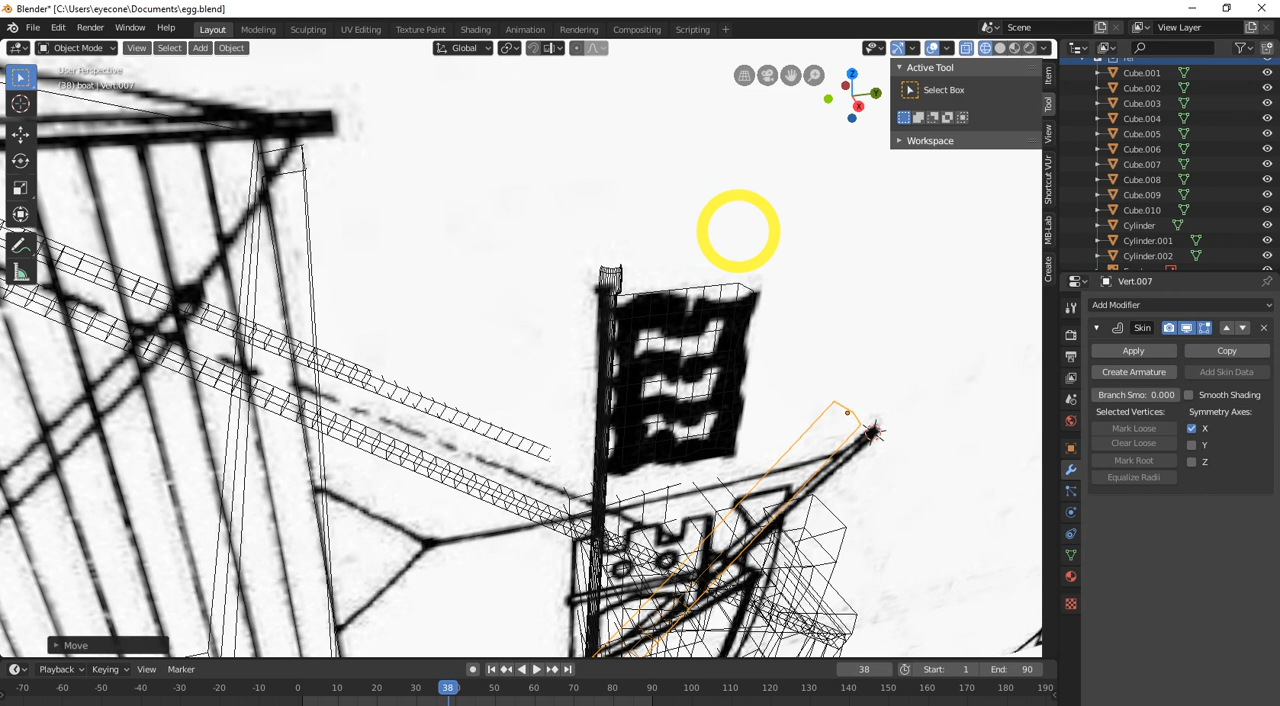 Blender* [C:\Users\eyecone\Documents\egg.blend]
File Edit Render Window Help Layout Modeling Sculpting UV Editing Texture Paint Shading Animation Rendering Compositing Scripting + Scene View Layer
Object Mode View Select Add Object Global
User Perspective
(38) boat | Vert.007
Active Tool
Select Box
Workspace
Item
Tool
View
Shortcut VUr
MB-Lab
Create
Z
Y
X
Cube.001
Cube.002
Cube.003
Cube.004
Cube.005
Cube.006
Cube.007
Cube.008
Cube.009
Cube.010
Cylinder
Cylinder.001
Cylinder.002
Vert.007
Add Modifier
Skin
Apply Copy
Create Armature Add Skin Data
Branch Smo: 0.000 Smooth Shading
Selected Vertices: Symmetry Axes:
Mark Loose X
Clear Loose Y
Mark Root Z
Equalize Radii
Move
Playback Keying View Marker 38 Start: 1 End: 90
-70 -60 -50 -40 -30 -20 -10 0 10 20 30 38 50 60 70 80 90 100 110 120 130 140 150 160 170 180 190